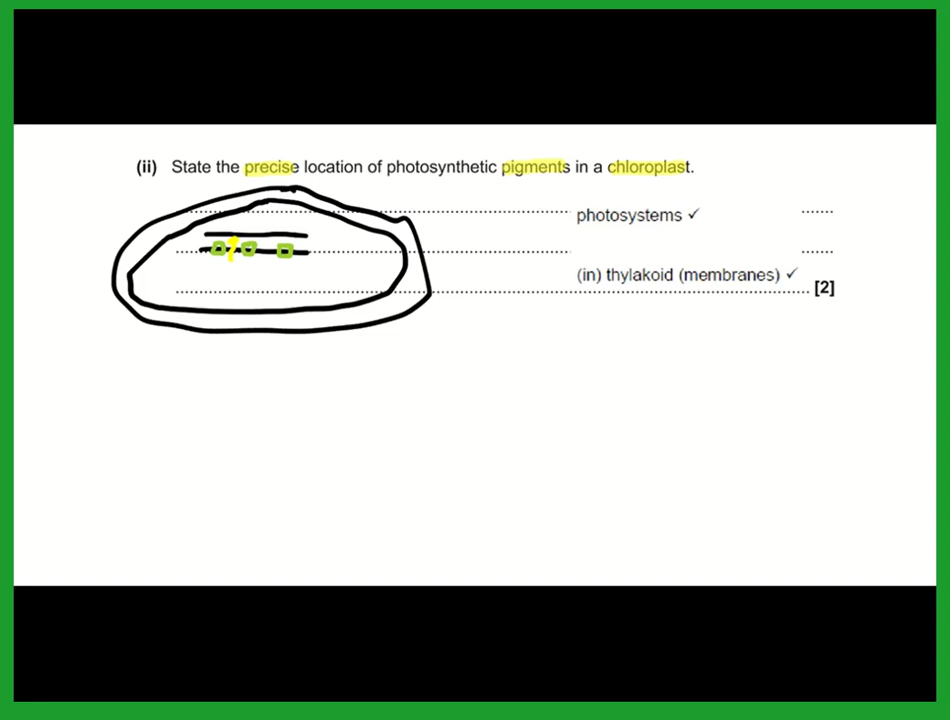 (ii) State the precise location of photosynthetic pigments in a chloroplast.
photosystems ✓
(in) thylakoid (membranes) ✓
[2]